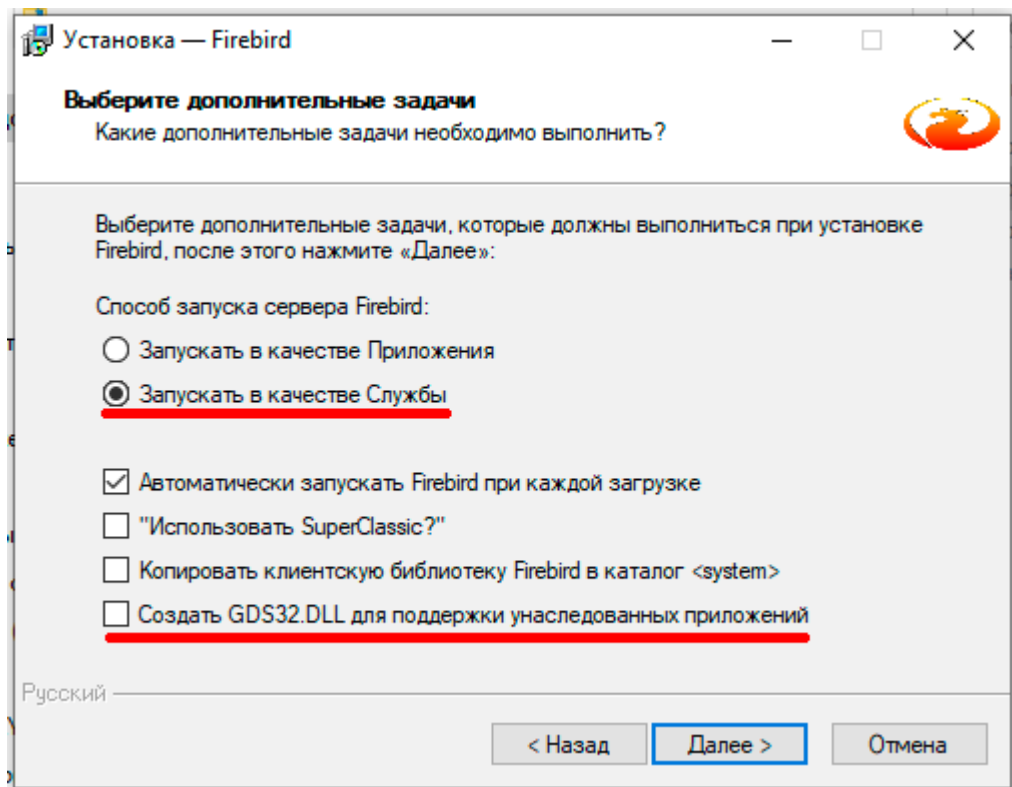 Установка — Firebird
Выберите дополнительные задачи
Какие дополнительные задачи необходимо выполнить?
Выберите дополнительные задачи, которые должны выполниться при установке
Firebird, после этого нажмите «Далее»:
Способ запуска сервера Firebird:
Запускать в качестве Приложения
Запускать в качестве Службы
Автоматически запускать Firebird при каждой загрузке
"Использовать SuperClassic?"
Копировать клиентскую библиотеку Firebird в каталог <system>
Создать GDS32.DLL для поддержки унаследованных приложений
Русский
< Назад
Далее >
Отмена